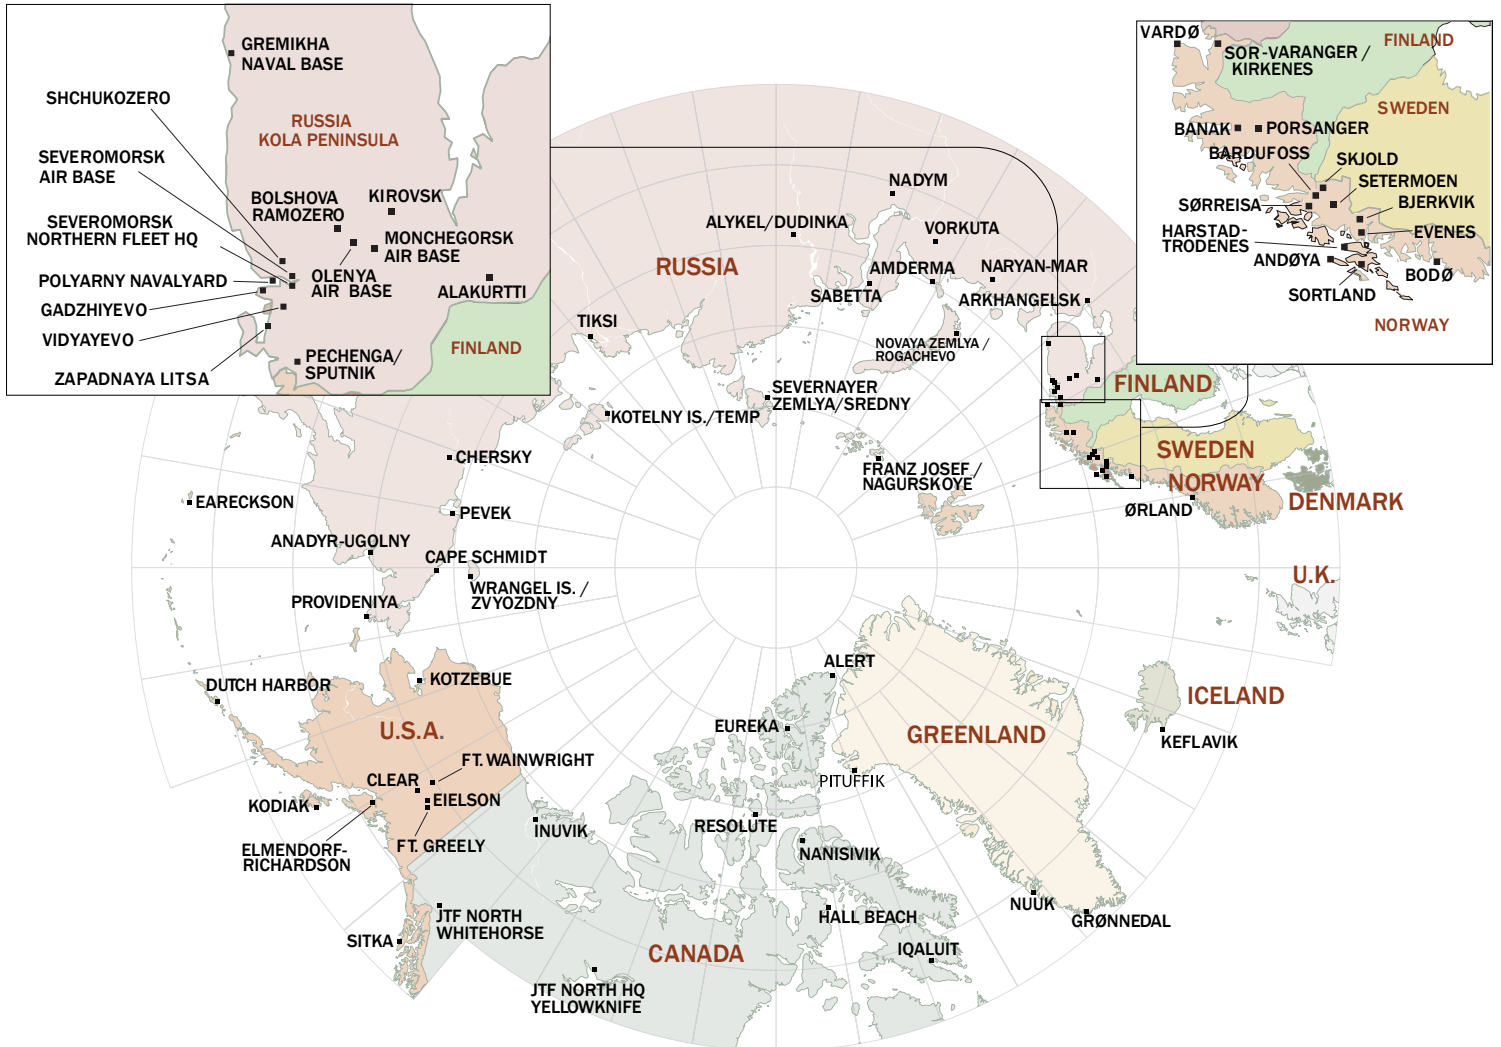 GREMIKHA
NAVAL BASE
SHCHUKOZERO
RUSSIA
KOLA PENINSULA
SEVEROMORSK
AIR BASE
BOLSHOVA
RAMOZERO
KIROVSK
SEVEROMORSK
NORTHERN FLEET HQ
MONCHEGORSK
AIR BASE
OLENYA
AIR BASE
POLYARNY NAVALYARD
ALAKURTTI
GADZHIYEVO
VIDYAYEVO
FINLAND
PECHENGA/
SPUTNIK
ZAPADNAYA LITSA
VARDØ
FINLAND
SOR-VARANGER /
KIRKENES
SWEDEN
BANAK
PORSANGER
BARDUFOSS
SKJOLD
SETERMOEN
SØRREISA
BJERKVIK
HARSTAD-
TRODENES
EVENES
ANDØYA
BODØ
SORTLAND
NORWAY
NADYM
ALYKEL/DUDINKA
VORKUTA
RUSSIA
AMDERMA
NARYAN-MAR
SABETTA
ARKHANGELSK
TIKSI
NOVAYA ZEMLYA /
ROGACHEVO
SEVERNAYER
ZEMLYA/SREDNY
KOTELNY IS./TEMP
FINLAND
CHERSKY
SWEDEN
FRANZ JOSEF /
NAGURSKOYE
NORWAY
EARECKSON
DENMARK
PEVEK
ØRLAND
ANADYR-UGOLNY
CAPE SCHMIDT
U.K.
WRANGEL IS. /
ZVYOZDNY
PROVIDENIYA
ALERT
KOTZEBUE
DUTCH HARBOR
ICELAND
EUREKA
U.S.A.
GREENLAND
KEFLAVIK
FT. WAINWRIGHT
CLEAR
PITUFFIK
KODIAK
EIELSON
RESOLUTE
INUVIK
FT. GREELY
ELMENDORF-
RICHARDSON
NANISIVIK
NUUK
HALL BEACH
GRØNNEDAL
JTF NORTH
WHITEHORSE
SITKA
CANADA
IQALUIT
JTF NORTH HQ
YELLOWKNIFE